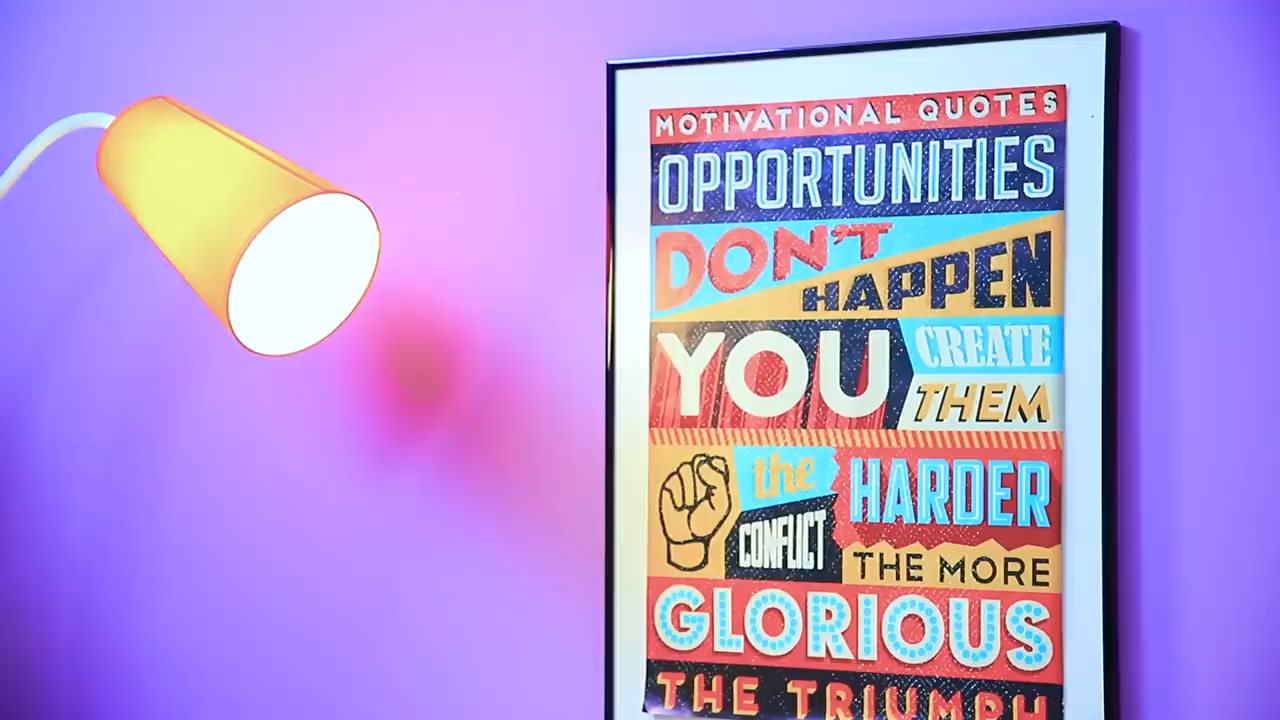 MOTIVATIONAL QUOTES
OPPORTUNITIES
DON'T
HAPPEN
YOU CREATE
THEM
the HARDER
CONFLICT
THE MORE
GLORIOUS
THE TRIUMPH